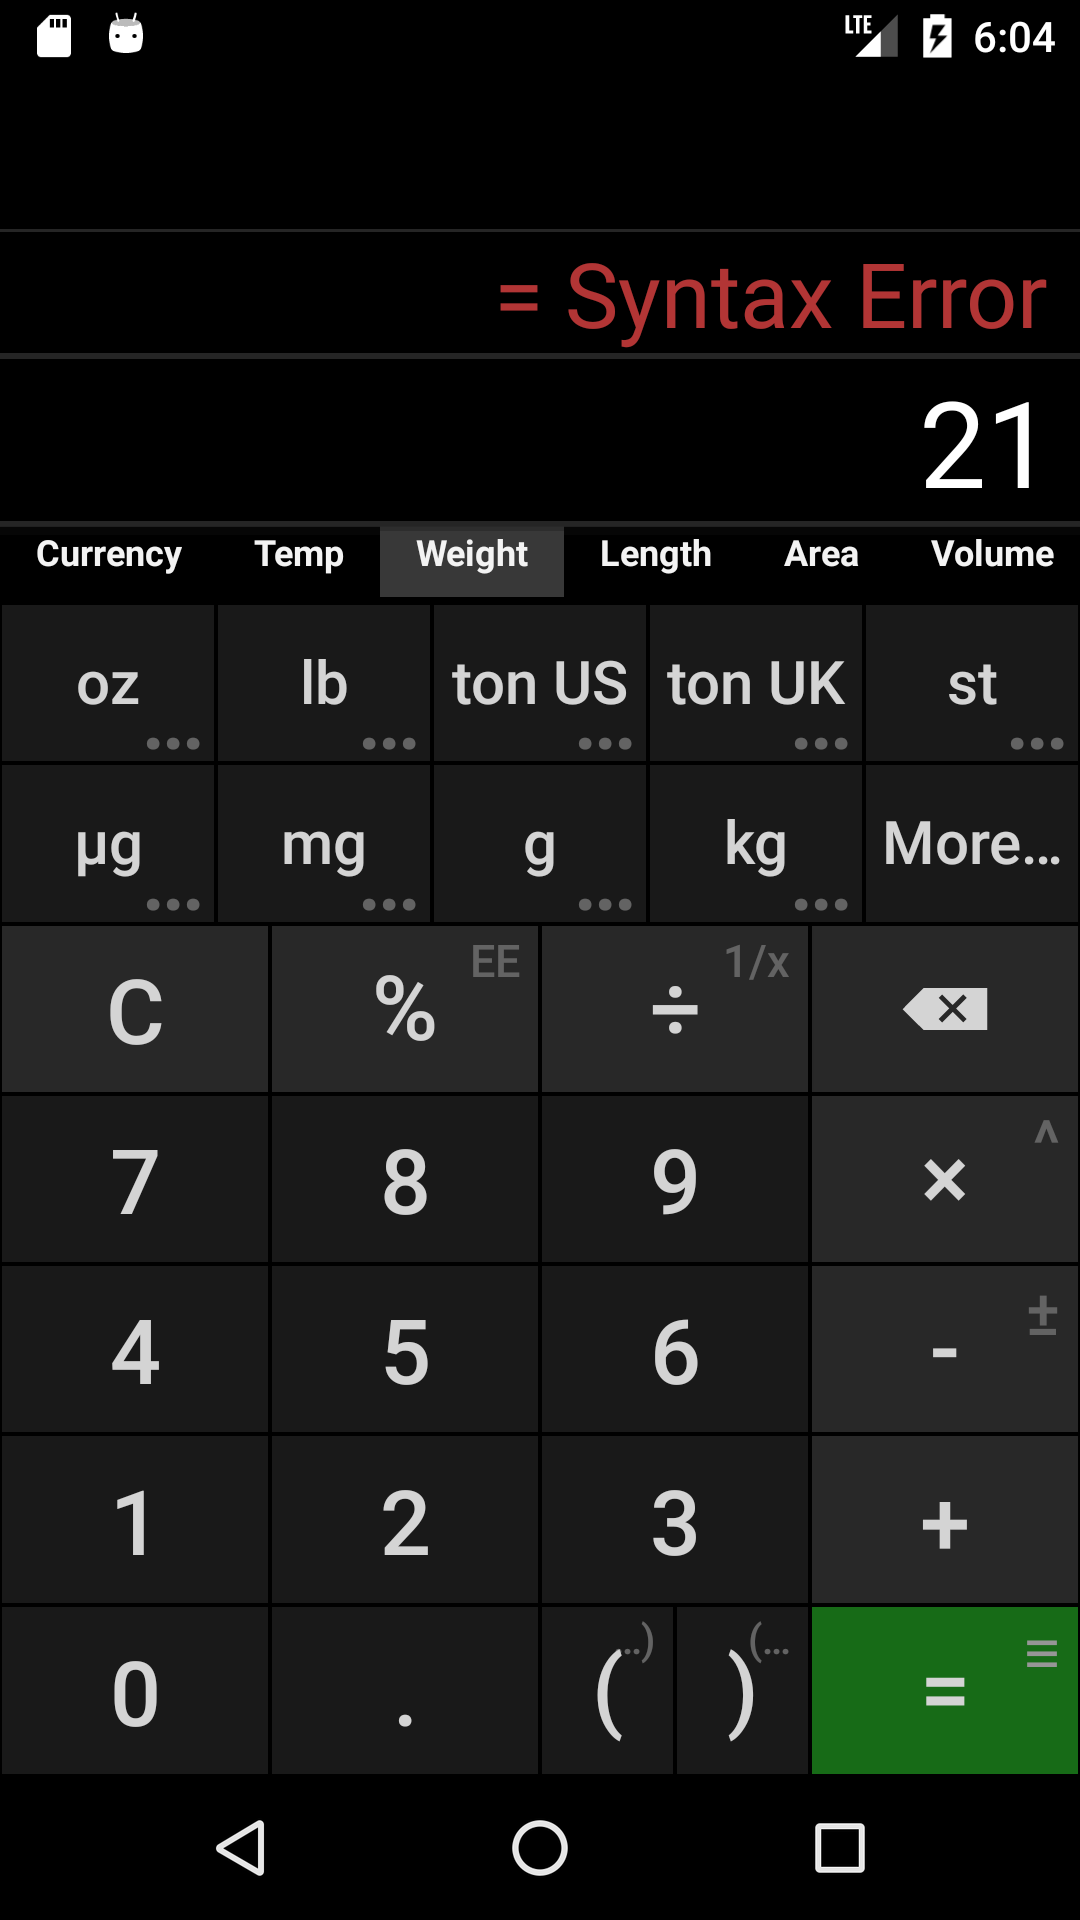 LTE 6:04
= Syntax Error
21
Currency Temp Weight Length Area Volume
oz lb ton US ton UK st
µg mg g kg More...
C % EE ÷ 1/x
7 8 9 × ^
4 5 6 - ±
1 2 3 +
0 . ( ..) ) (... =